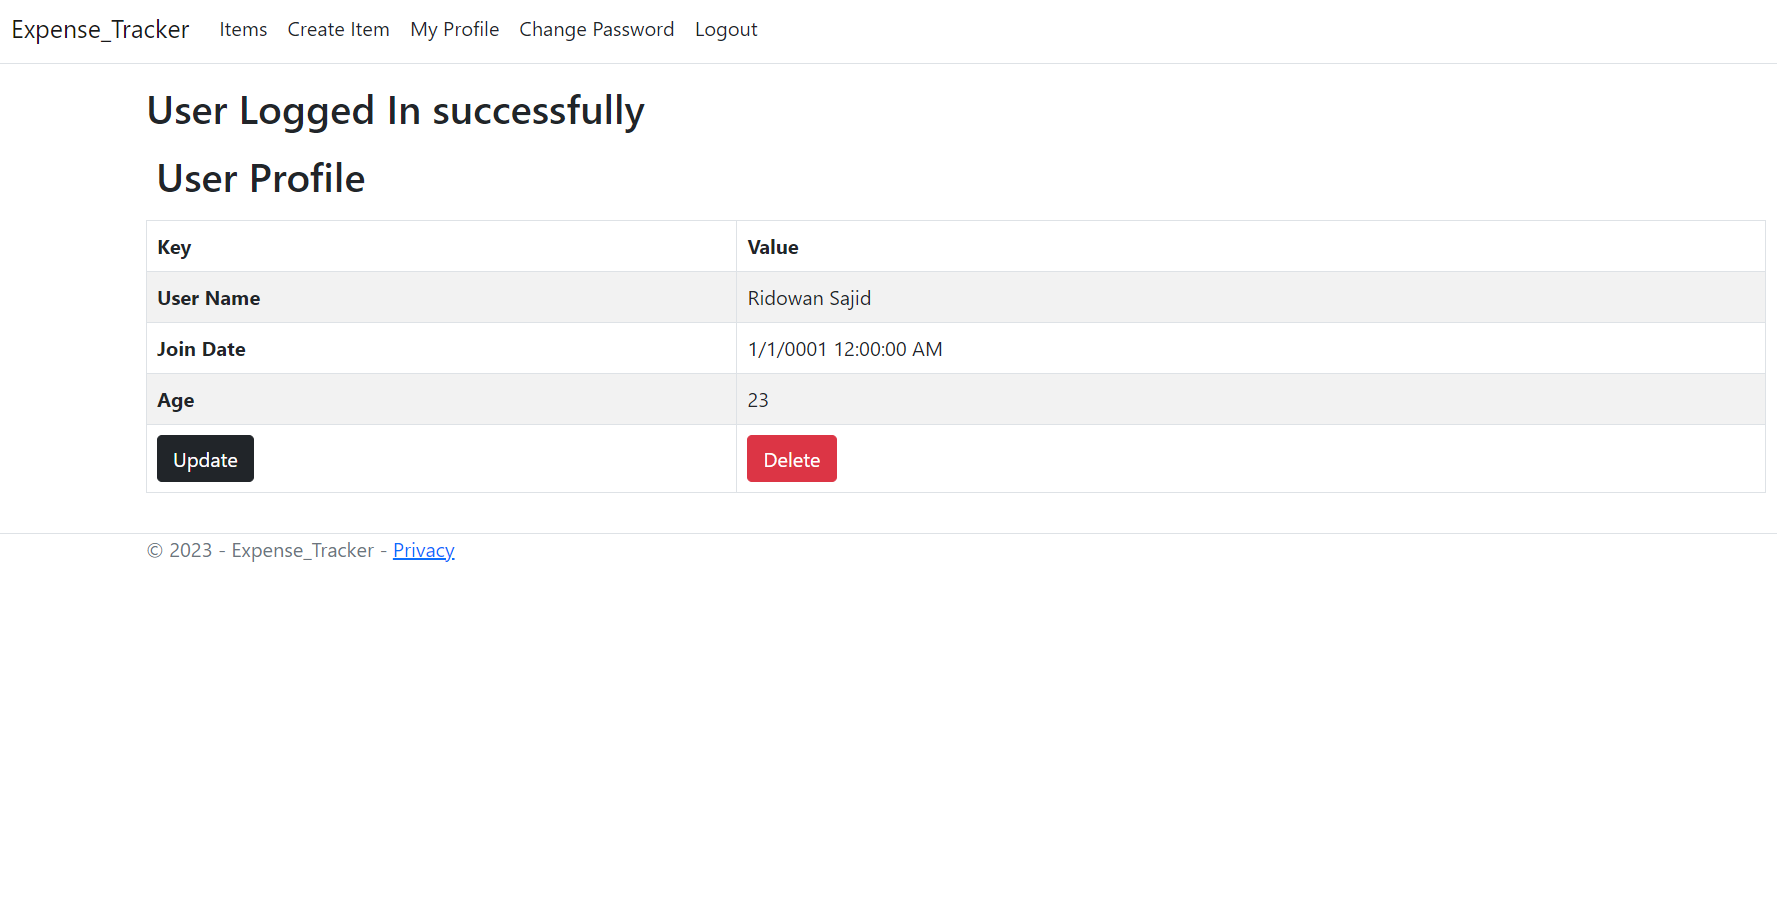 Expense_Tracker Items Create Item My Profile Change Password Logout
User Logged In successfully
User Profile
Key Value
User Name Ridowan Sajid
Join Date 1/1/0001 12:00:00 AM
Age 23
Update Delete
© 2023 - Expense_Tracker - Privacy